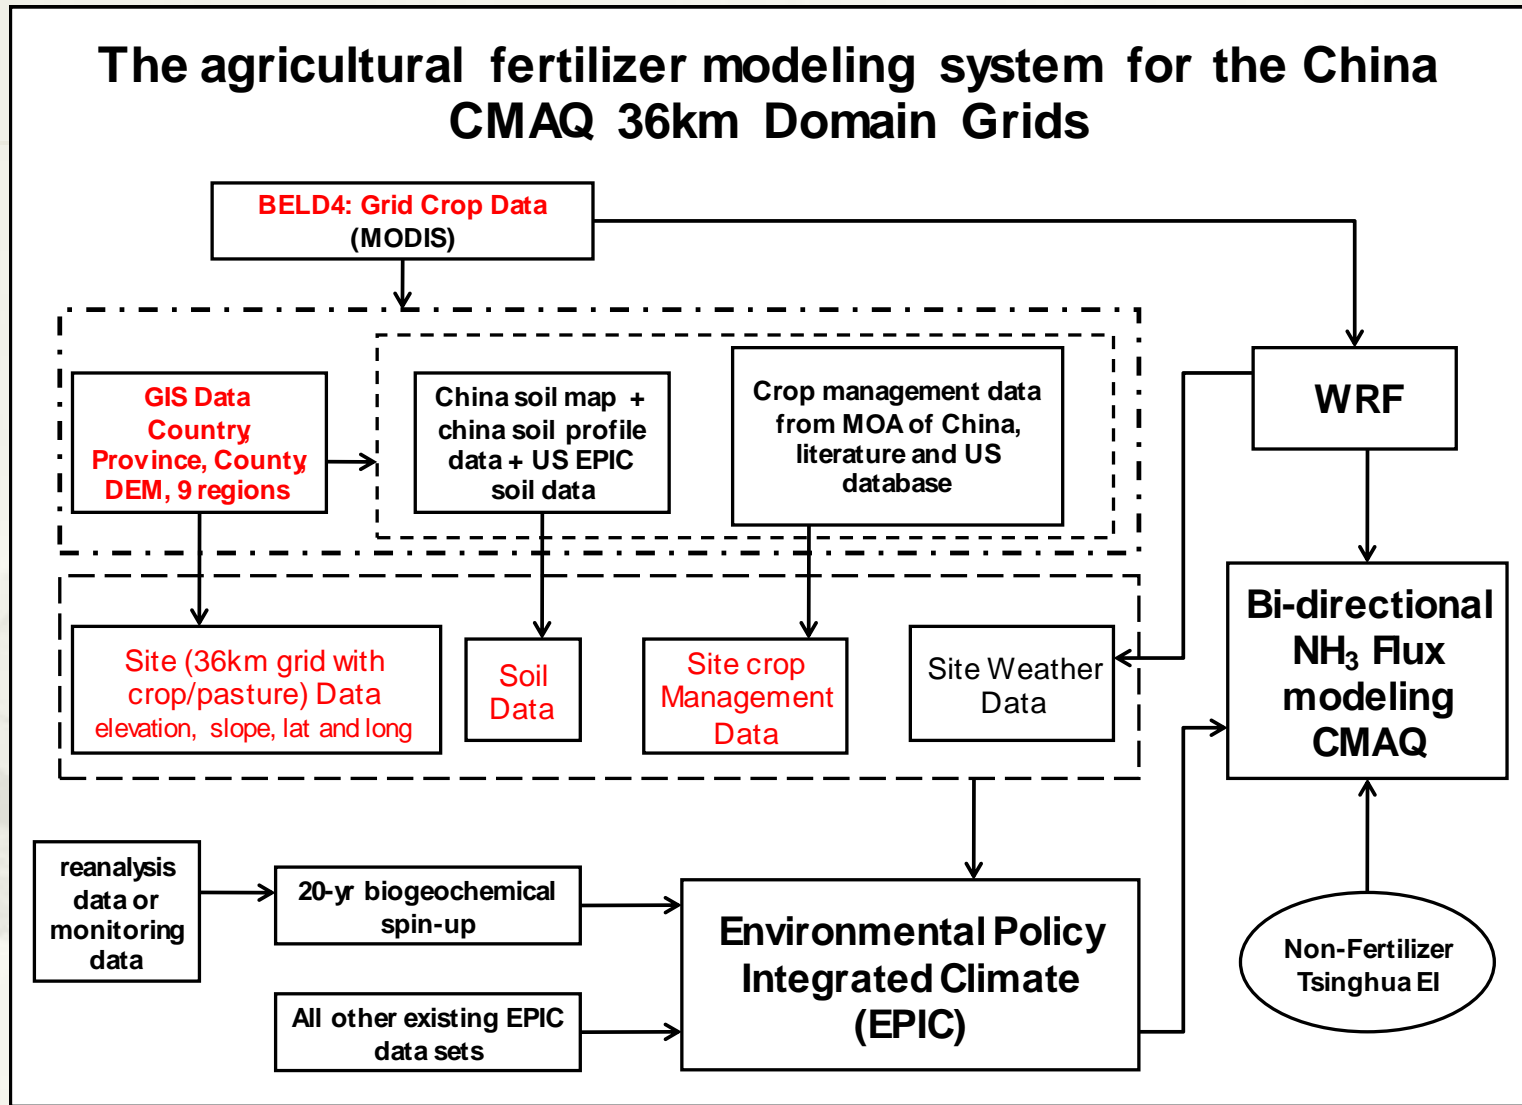 The agricultural fertilizer modeling system for the China
CMAQ 36km Domain Grids
BELD4: Grid Crop Data
(MODIS)
GIS Data
Country,
Province, County,
DEM, 9 regions
China soil map +
china soil profile
data + US EPIC
soil data
Crop management data
from MOA of China,
literature and US
database
WRF
Site (36km grid with
crop/pasture) Data
elevation, slope, lat and long
Soil
Data
Site crop
Management
Data
Site Weather
Data
Bi-directional
NH₃ Flux
modeling
CMAQ
reanalysis
data or
monitoring
data
20-yr biogeochemical
spin-up
All other existing EPIC
data sets
Environmental Policy
Integrated Climate
(EPIC)
Non-Fertilizer
Tsinghua EI